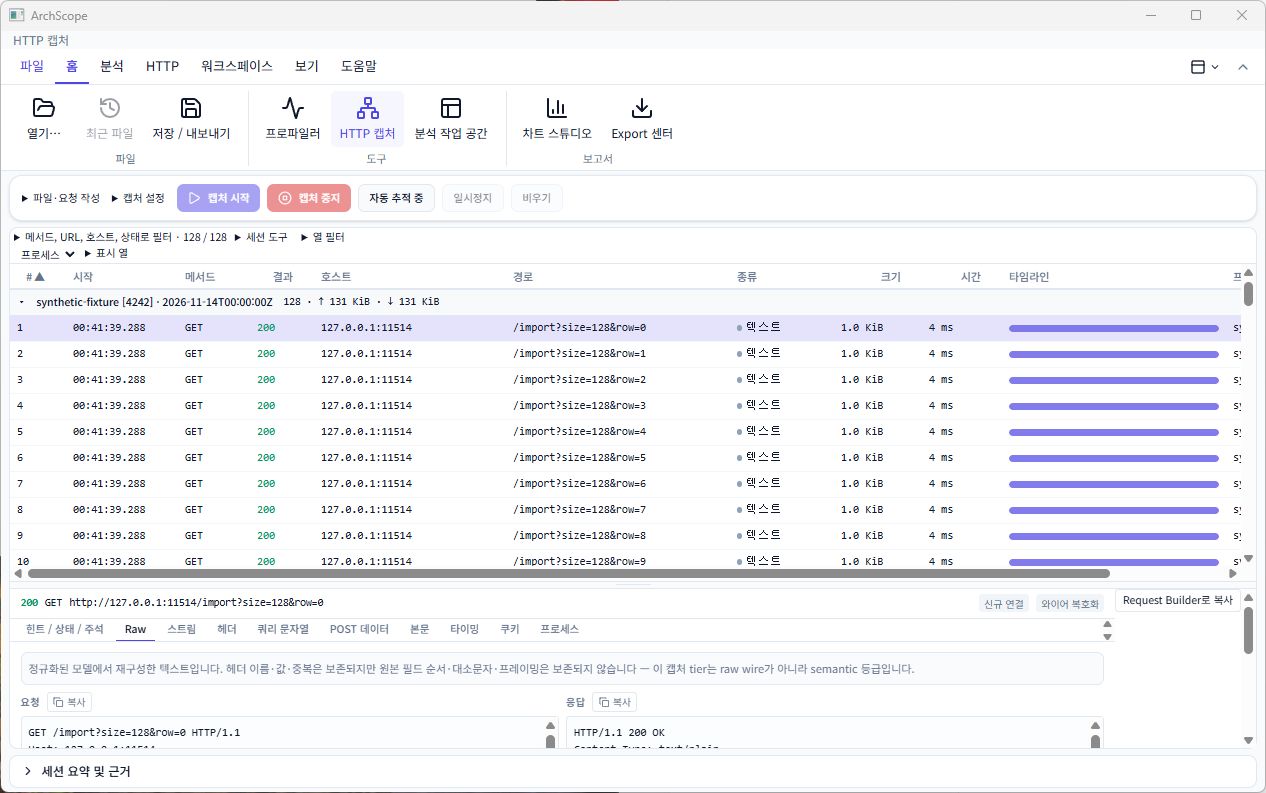 ArchScope
HTTP 캡처
파일 홈 분석 HTTP 워크스페이스 보기 도움말
열기… 최근 파일 저장 / 내보내기 프로파일러 HTTP 캡처 분석 작업 공간 차트 스튜디오 Export 센터
파일 도구 보고서
▶ 파일·요청 작성 ▶ 캡처 설정 캡처 시작 캡처 중지 자동 추적 중 일시정지 비우기
▶ 메서드, URL, 호스트, 상태로 필터 · 128 / 128 ▶ 세션 도구 ▶ 열 필터
프로세스 ▶ 표시 열
# ▲ 시작 메서드 결과 호스트 경로 종류 크기 시간 타임라인 프
synthetic-fixture [4242] · 2026-11-14T00:00:00Z 128 · ↑ 131 KiB · ↓ 131 KiB
1 00:41:39.288 GET 200 127.0.0.1:11514 /import?size=128&row=0 텍스트 1.0 KiB 4 ms
2 00:41:39.288 GET 200 127.0.0.1:11514 /import?size=128&row=1 텍스트 1.0 KiB 4 ms
3 00:41:39.288 GET 200 127.0.0.1:11514 /import?size=128&row=2 텍스트 1.0 KiB 4 ms
4 00:41:39.288 GET 200 127.0.0.1:11514 /import?size=128&row=3 텍스트 1.0 KiB 4 ms
5 00:41:39.288 GET 200 127.0.0.1:11514 /import?size=128&row=4 텍스트 1.0 KiB 4 ms
6 00:41:39.288 GET 200 127.0.0.1:11514 /import?size=128&row=5 텍스트 1.0 KiB 4 ms
7 00:41:39.288 GET 200 127.0.0.1:11514 /import?size=128&row=6 텍스트 1.0 KiB 4 ms
8 00:41:39.288 GET 200 127.0.0.1:11514 /import?size=128&row=7 텍스트 1.0 KiB 4 ms
9 00:41:39.288 GET 200 127.0.0.1:11514 /import?size=128&row=8 텍스트 1.0 KiB 4 ms
10 00:41:39.288 GET 200 127.0.0.1:11514 /import?size=128&row=9 텍스트 1.0 KiB 4 ms
200 GET http://127.0.0.1:11514/import?size=128&row=0 신규 연결 와이어 복호화 Request Builder로 복사
힌트 / 상태 / 주석 Raw 스트림 헤더 쿼리 문자열 POST 데이터 본문 타이밍 쿠키 프로세스
정규화된 모델에서 재구성한 텍스트입니다. 헤더 이름·값·중복은 보존되지만 원본 필드 순서·대소문자·프레이밍은 보존되지 않습니다 — 이 캡처 tier는 raw wire가 아니라 semantic 등급입니다.
요청 복사 응답 복사
GET /import?size=128&row=0 HTTP/1.1 HTTP/1.1 200 OK
Host: 127.0.0.1:11514 Content-Type: text/plain
세션 요약 및 근거